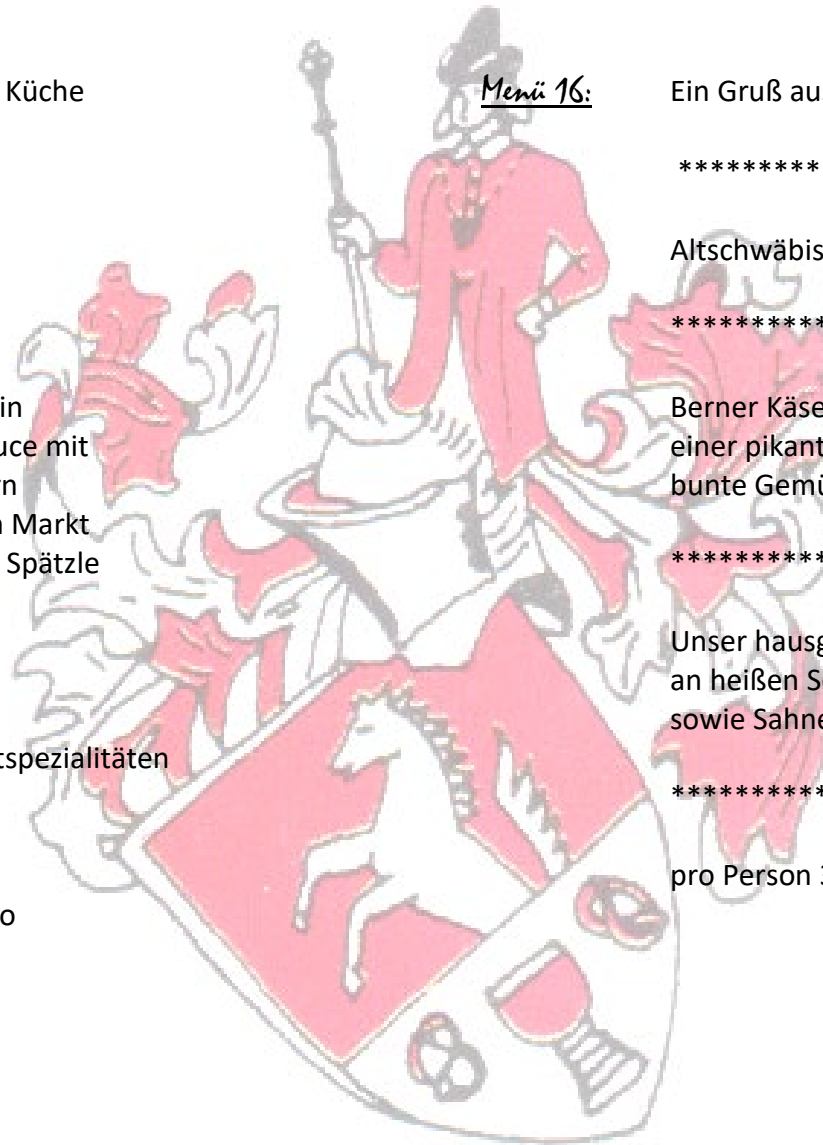 Küche
in
uce mit
rn
n Markt
Spätzle
tspezialitäten
o
Menü 16:
Ein Gruß au
*********
Altschwäbis
**********
Berner Käse
einer pikant
bunte Gemü
**********
Unser hausg
an heißen S
sowie Sahne
**********
pro Person 3